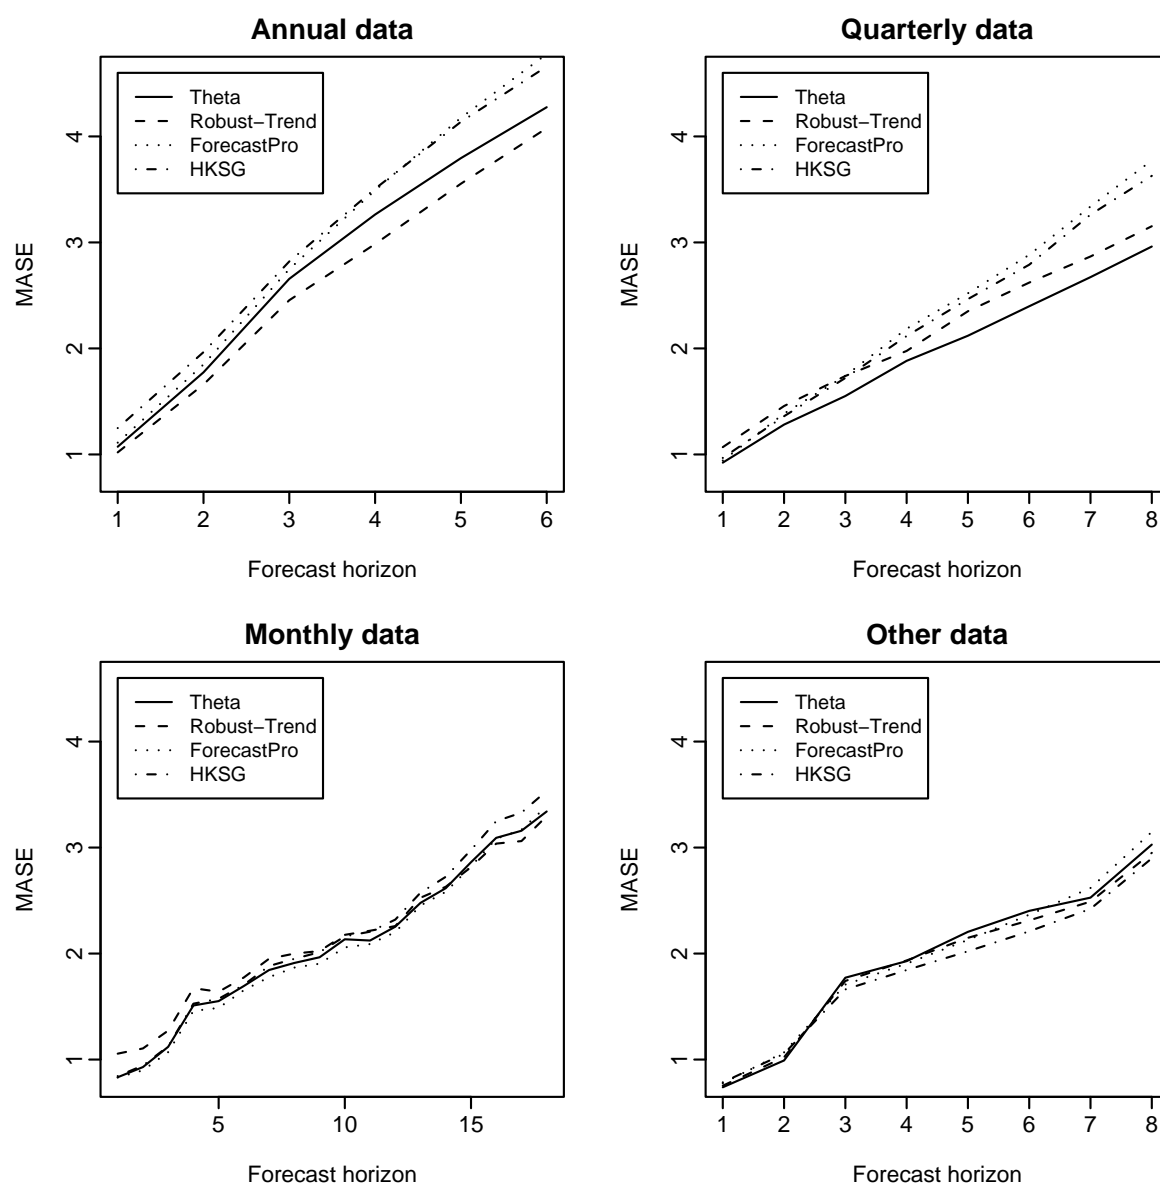 Annual data
Theta
Robust−Trend
ForecastPro
HKSG
MASE
1
2
3
4
1 2 3 4 5 6
Forecast horizon
Quarterly data
Theta
Robust−Trend
ForecastPro
HKSG
MASE
1
2
3
4
1 2 3 4 5 6 7 8
Forecast horizon
Monthly data
Theta
Robust−Trend
ForecastPro
HKSG
MASE
1
2
3
4
5 10 15
Forecast horizon
Other data
Theta
Robust−Trend
ForecastPro
HKSG
MASE
1
2
3
4
1 2 3 4 5 6 7 8
Forecast horizon